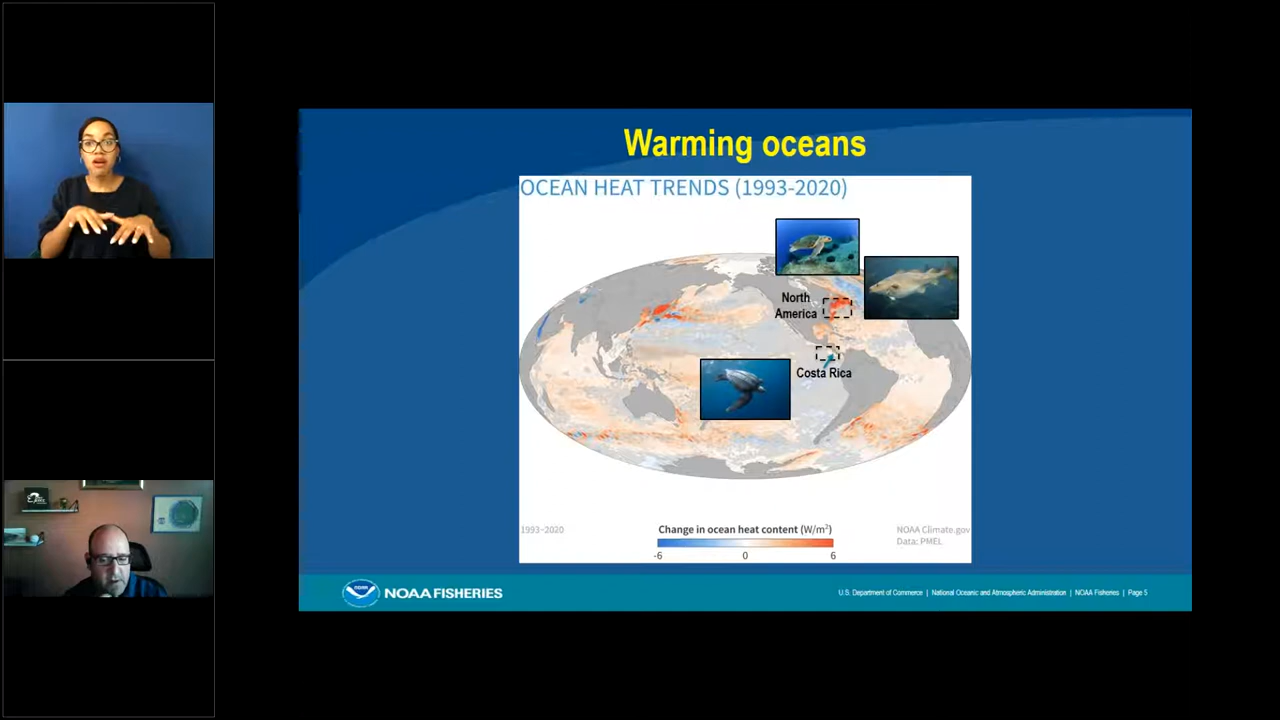 Warming oceans
OCEAN HEAT TRENDS (1993-2020)
North
America
Costa Rica
1993-2020
Change in ocean heat content (W/m²)
-6 0 6
NOAA Climate.gov
Data: PMEL
NOAA FISHERIES
U.S. Department of Commerce | National Oceanic and Atmospheric Administration | NOAA Fisheries | Page 5